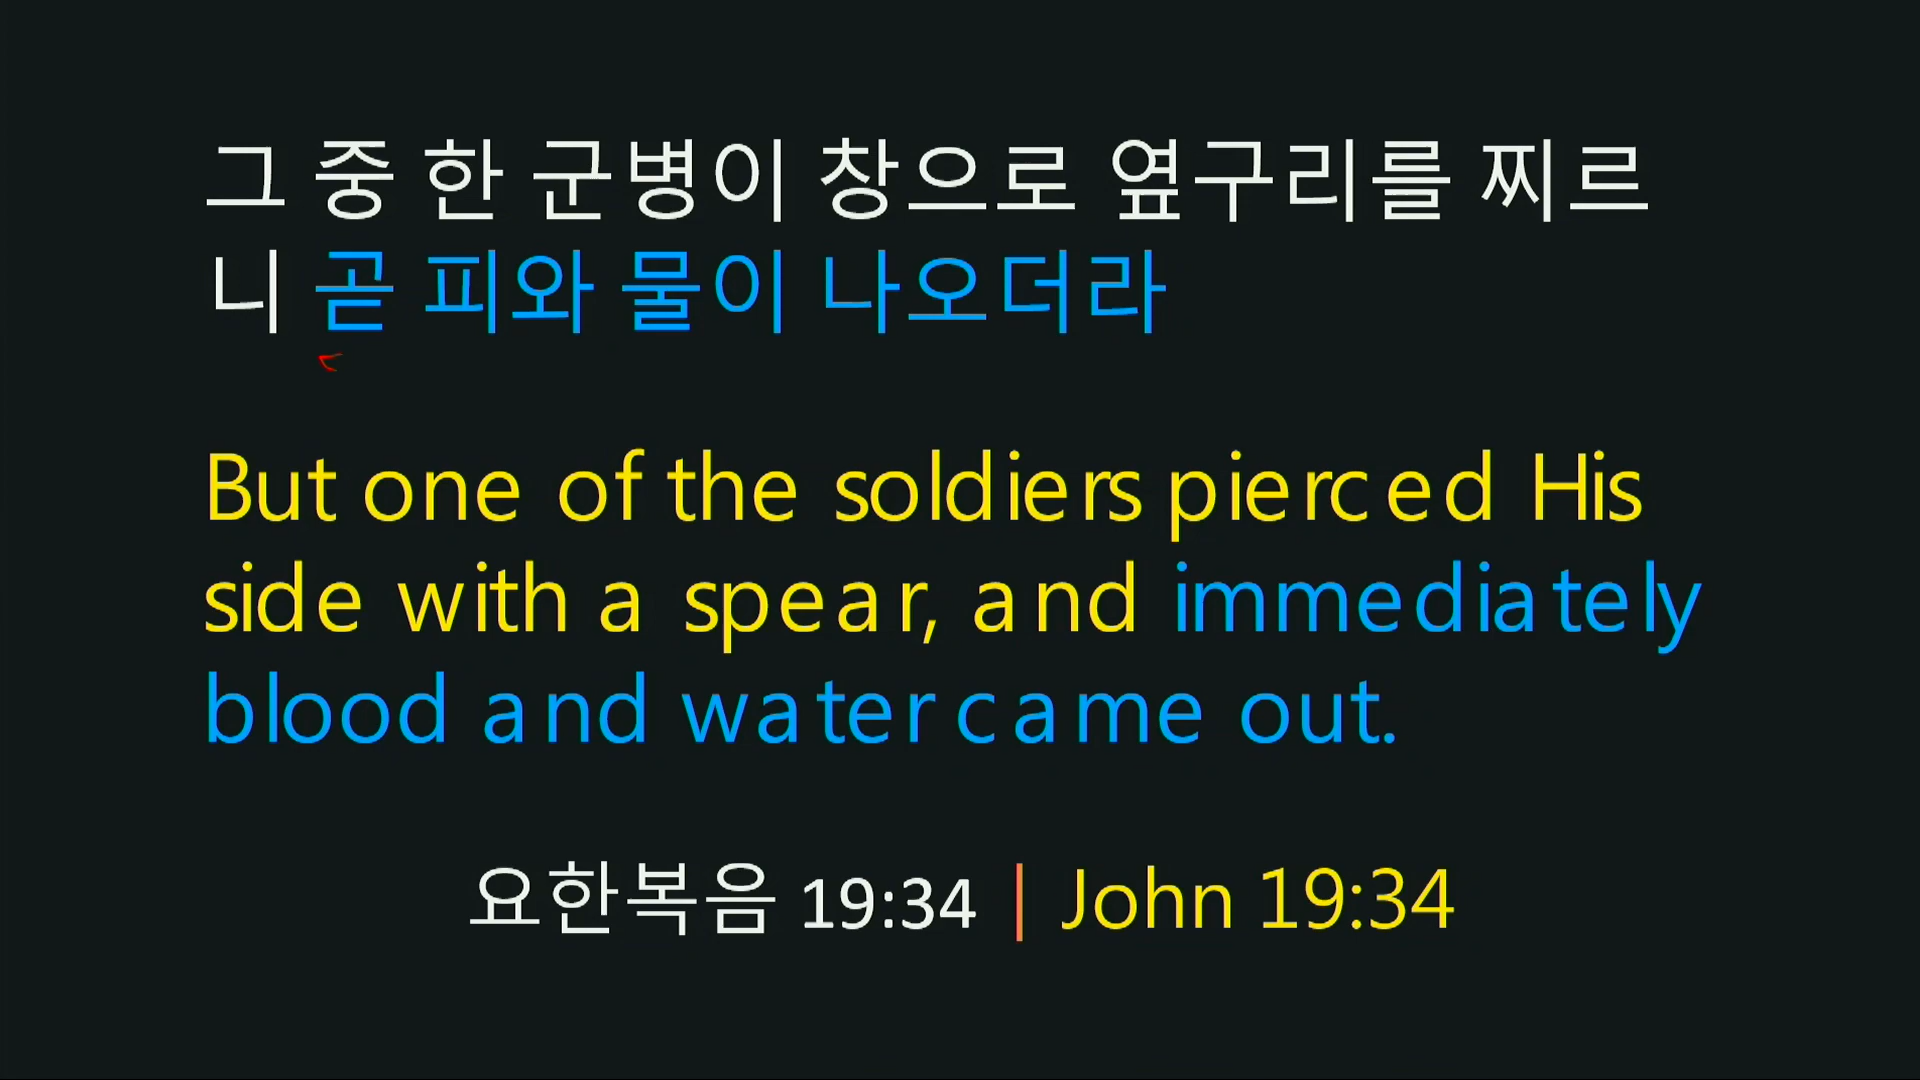 그 중 한 군병이 창으로 옆구리를 찌르
니 곧 피와 물이 나오더라
But one of the soldiers pierced His
side with a spear, and immediately
blood and water came out.
요한복음 19:34 | John 19:34